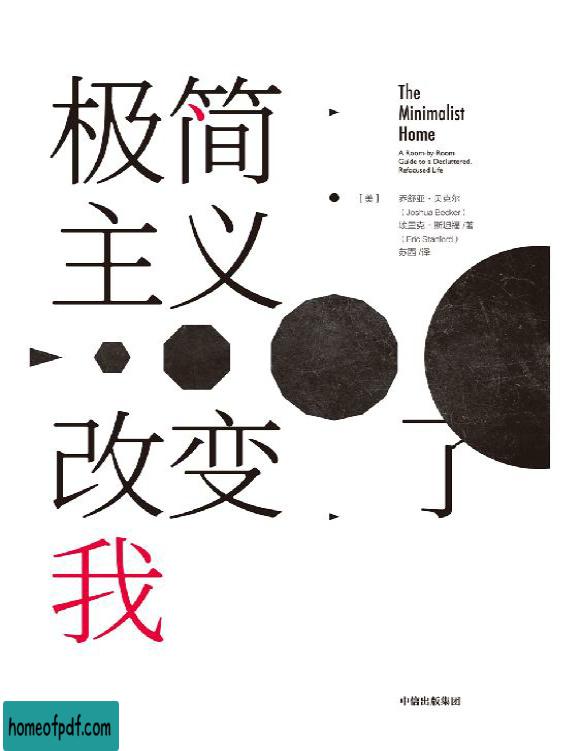 极简
主义
改变了
我
The
Minimalist
Home
A Room-by-Room
Guide to a Decluttered,
Refocused Life
[美] 乔舒亚·贝克尔
(Joshua Becker)
埃里克·斯坦福/著
(Eric Stanford)
苏西/译
中信出版集团
homeofpdf.com